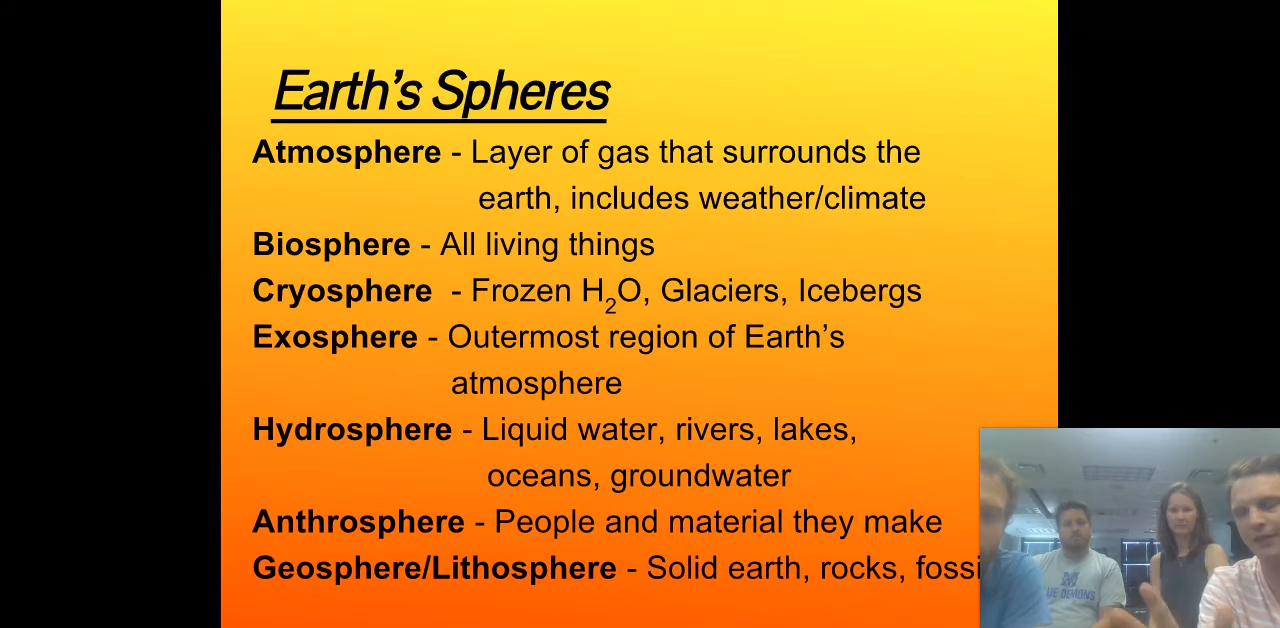 Earth’s Spheres
Atmosphere - Layer of gas that surrounds the
earth, includes weather/climate
Biosphere - All living things
Cryosphere - Frozen H₂O, Glaciers, Icebergs
Exosphere - Outermost region of Earth’s
atmosphere
Hydrosphere - Liquid water, rivers, lakes,
oceans, groundwater
Anthrosphere - People and material they make
Geosphere/Lithosphere - Solid earth, rocks,
DEMONS